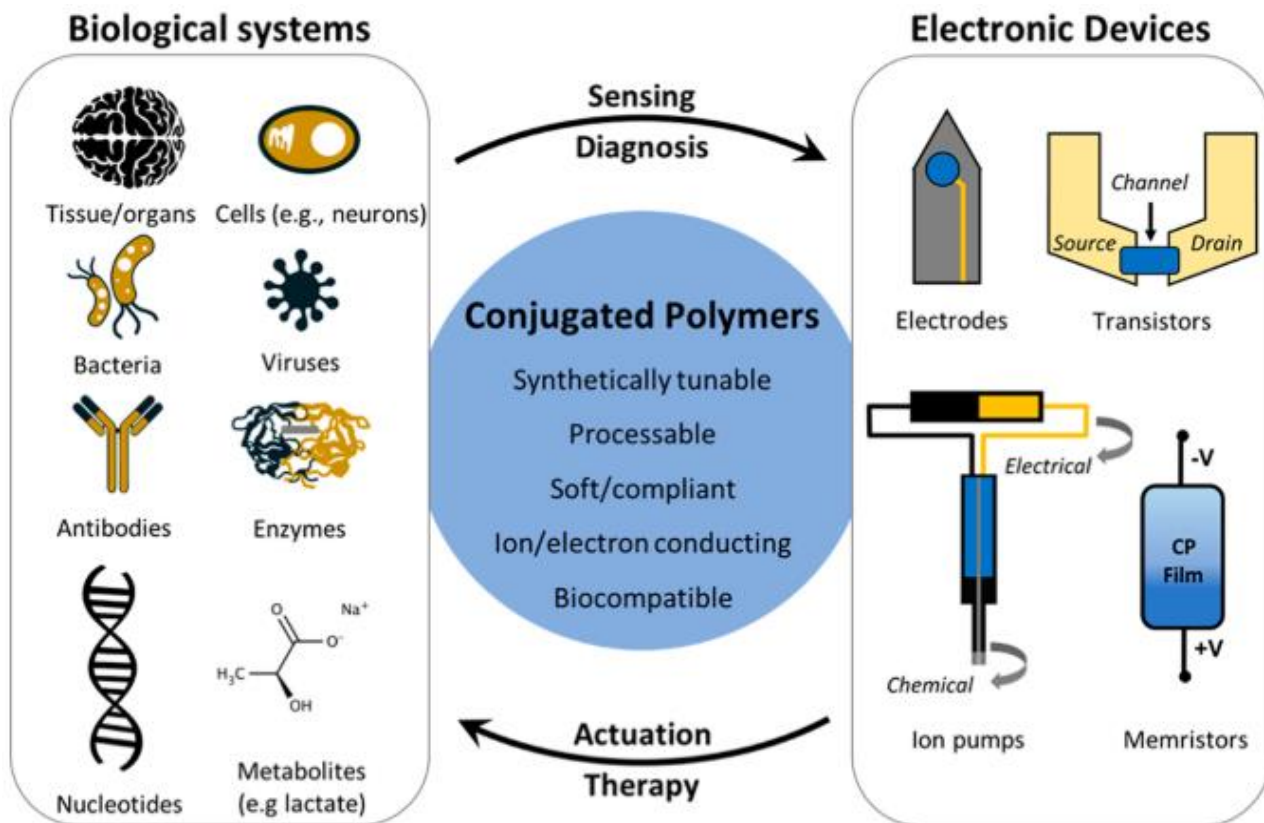 Biological systems
Tissue/organs
Cells (e.g., neurons)
Bacteria
Viruses
Antibodies
Enzymes
Nucleotides
O
Na⁺
O⁻
H₃C
OH
Metabolites
(e.g lactate)
Sensing
Diagnosis
Conjugated Polymers
Synthetically tunable
Processable
Soft/compliant
Ion/electron conducting
Biocompatible
Actuation
Therapy
Electronic Devices
Electrodes
Channel
Source
Drain
Transistors
Electrical
Chemical
Ion pumps
-V
CP
Film
+V
Memristors